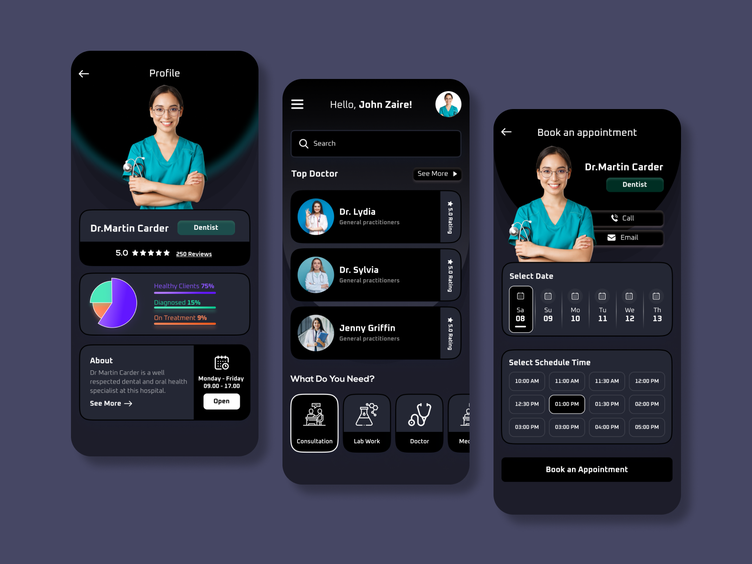 Profile
Dr.Martin Carder
Dentist
5.0
250 Reviews
Healthy Clients 75%
Diagnosed 15%
On Treatment 9%
About
Dr Martin Carder is a well
respected dental and oral health
specialist at this hospital.
See More
Monday - Friday
09.00 - 17.00
Open
Hello, John Zaire!
Search
Top Doctor
See More
Dr. Lydia
General practitioners
5.0 Rating
Dr. Sylvia
General practitioners
5.0 Rating
Jenny Griffin
General practitioners
5.0 Rating
What Do You Need?
Consultation
Lab Work
Doctor
Book an appointment
Dr.Martin Carder
Dentist
Call
Email
Select Date
Sa Su Mo Tu We Th
08 09 10 11 12 13
Select Schedule Time
10:00 AM 11:00 AM 11:30 AM 12:00 PM
12:30 PM 01:00 PM 01:30 PM 02:00 PM
03:00 PM 03:00 PM 04:00 PM 05:00 PM
Book an Appointment